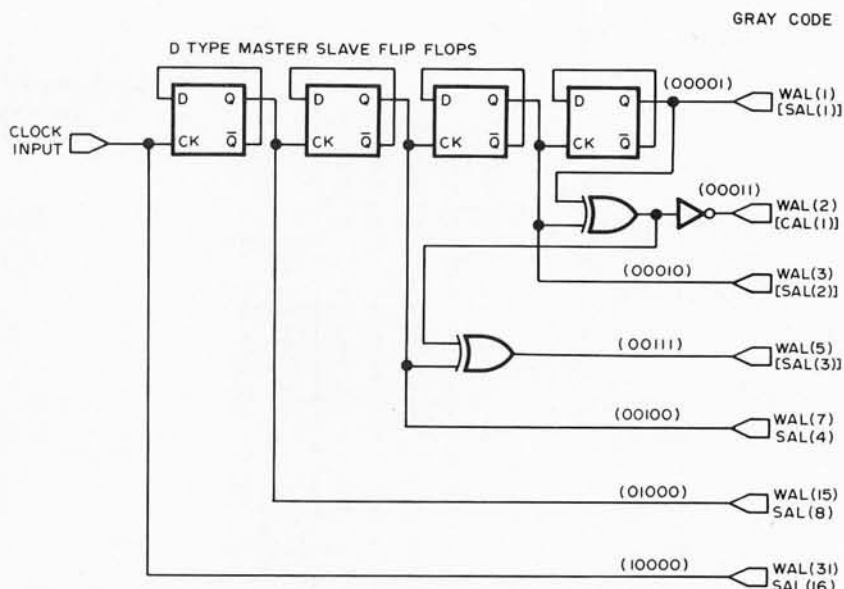 GRAY CODE
D TYPE MASTER SLAVE FLIP FLOPS
D Q
CK Q̅
D Q
CK Q̅
D Q
CK Q̅
D Q
CK Q̅
CLOCK
INPUT
(00001)
WAL(1)
[SAL(1)]
(00011)
WAL(2)
[CAL(1)]
(00010)
WAL(3)
[SAL(2)]
(00111)
WAL(5)
[SAL(3)]
(00100)
WAL(7)
SAL(4)
(01000)
WAL(15)
SAL(8)
(10000)
WAL(31)
SAL(16)